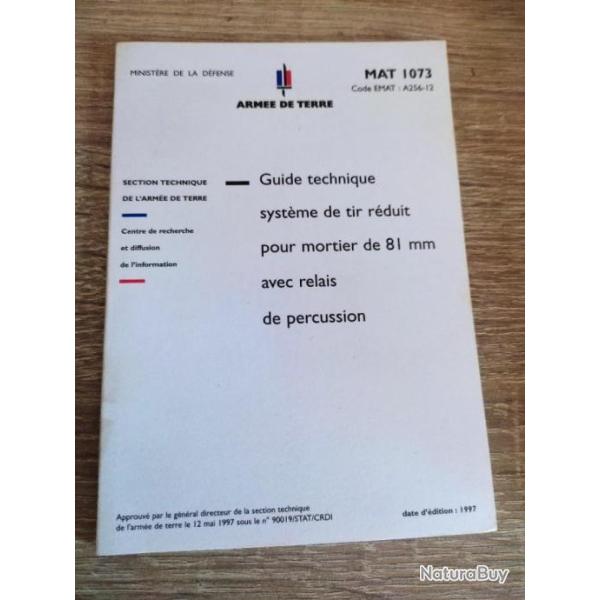 MINISTÈRE DE LA DÉFENSE
ARMEE DE TERRE
MAT 1073
Code EMAT : A256-12
SECTION TECHNIQUE
DE L'ARMÉE DE TERRE
Centre de recherche
et diffusion
de l'information
Guide technique
système de tir réduit
pour mortier de 81 mm
avec relais
de percussion
Approuvé par le général directeur de la section technique
de l'armée de terre le 12 mai 1997 sous le n° 90019/STAT/CRDI
date d'édition : 1997
NaturaBuy